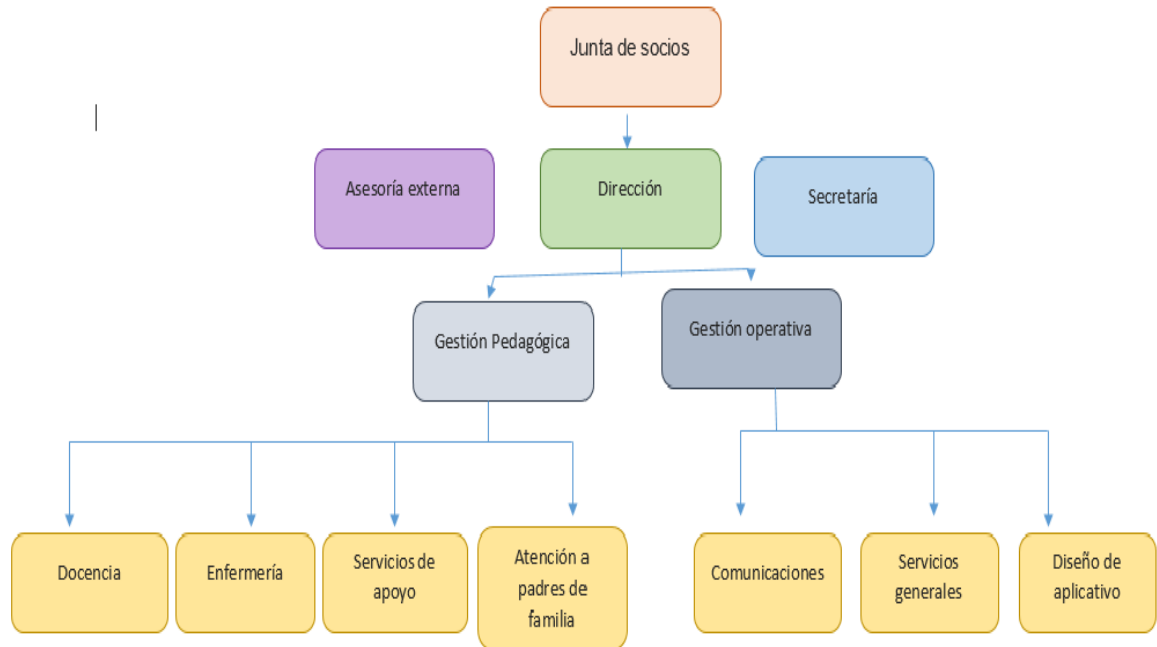 Junta de socios
Asesoría externa
Dirección
Secretaría
Gestión Pedagógica
Gestión operativa
Docencia
Enfermería
Servicios de
apoyo
Atención a
padres de
familia
Comunicaciones
Servicios
generales
Diseño de
aplicativo